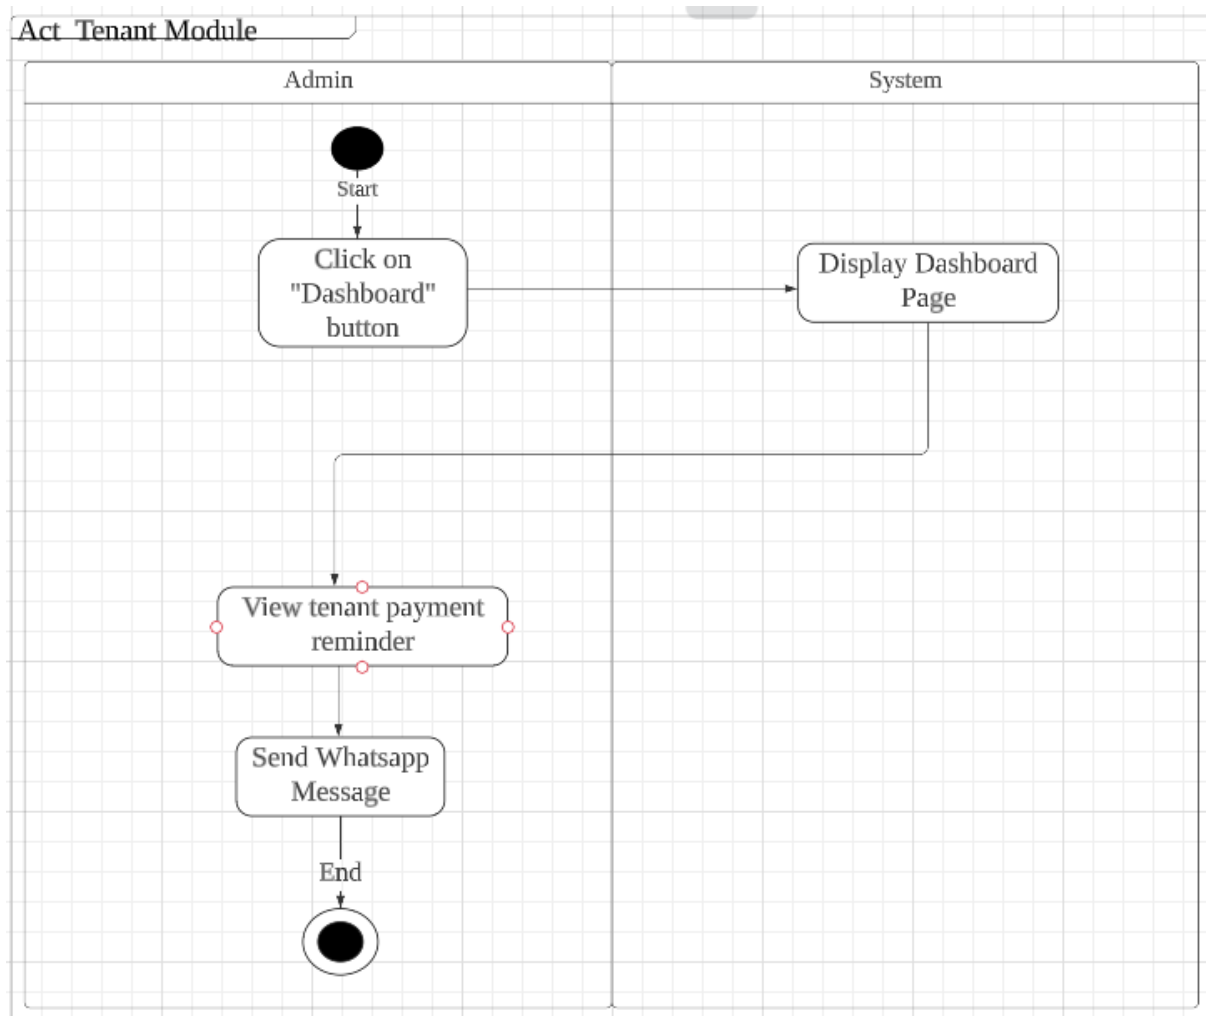 Act  Tenant Module
Admin
System
Start
Click on
"Dashboard"
button
Display Dashboard
Page
View tenant payment
reminder
Send Whatsapp
Message
End